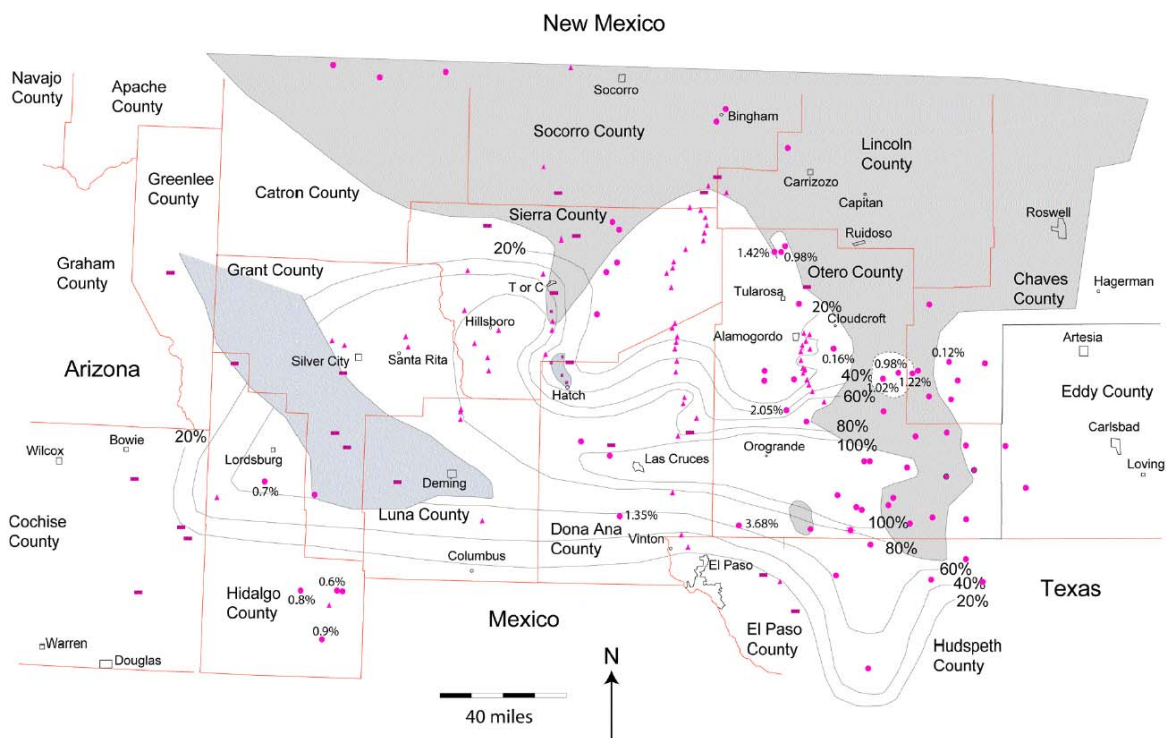 New Mexico
Navajo
County
Apache
County
Socorro
Bingham
Socorro County
Lincoln
County
Greenlee
County
Catron County
Carrizozo
Capitan
Sierra County
Roswell
Ruidoso
20%
1.42%
0.98%
Graham
County
Grant County
Otero County
Chaves
County
Hagerman
T or C
Tularosa
20%
Hillsboro
Cloudcroft
Alamogordo
Artesia
Silver City
Santa Rita
0.16%
0.98%
0.12%
Arizona
40%
1.02%
1.22%
Hatch
60%
Eddy County
2.05%
80%
Carlsbad
Wilcox
Bowie
20%
100%
Lordsburg
Las Cruces
Orogrande
Loving
0.7%
Deming
Luna County
1.35%
3.68%
100%
Cochise
County
Dona Ana
County
Vinton
80%
Columbus
El Paso
60%
0.6%
40%
Texas
0.8%
Hidalgo
County
20%
Mexico
0.9%
El Paso
County
Hudspeth
County
Warren
Douglas
N
40 miles